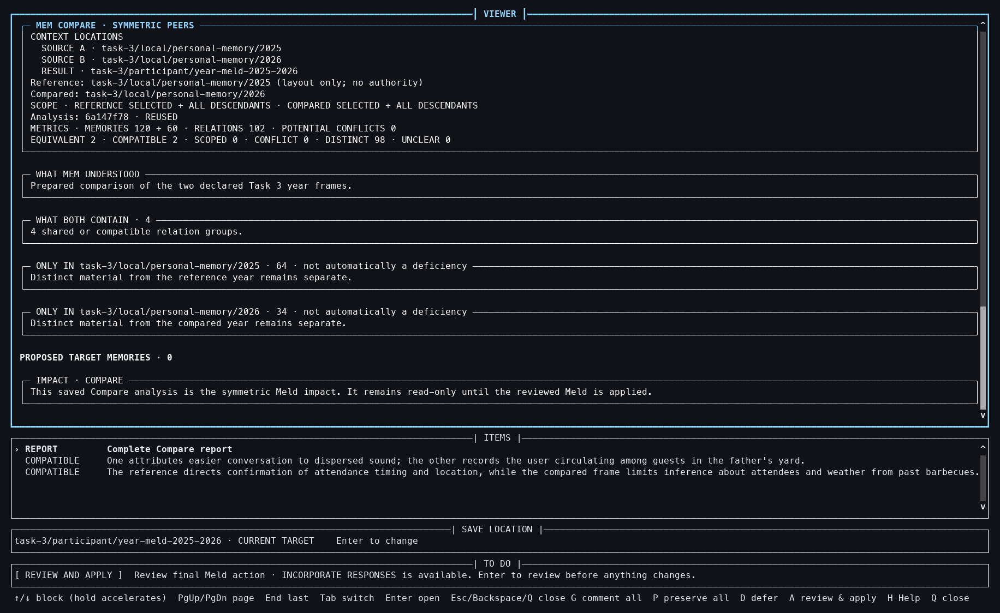 VIEWER
MEM COMPARE · SYMMETRIC PEERS
CONTEXT LOCATIONS
SOURCE A · task-3/local/personal-memory/2025
SOURCE B · task-3/local/personal-memory/2026
RESULT · task-3/participant/year-meld-2025-2026
Reference: task-3/local/personal-memory/2025 (layout only; no authority)
Compared: task-3/local/personal-memory/2026
SCOPE · REFERENCE SELECTED + ALL DESCENDANTS · COMPARED SELECTED + ALL DESCENDANTS
Analysis: 6a147f78 · REUSED
METRICS · MEMORIES 120 + 60 · RELATIONS 102 · POTENTIAL CONFLICTS 0
EQUIVALENT 2 · COMPATIBLE 2 · SCOPED 0 · CONFLICT 0 · DISTINCT 98 · UNCLEAR 0
WHAT MEM UNDERSTOOD
Prepared comparison of the two declared Task 3 year frames.
WHAT BOTH CONTAIN · 4
4 shared or compatible relation groups.
ONLY IN task-3/local/personal-memory/2025 · 64 · not automatically a deficiency
Distinct material from the reference year remains separate.
ONLY IN task-3/local/personal-memory/2026 · 34 · not automatically a deficiency
Distinct material from the compared year remains separate.
PROPOSED TARGET MEMORIES · 0
IMPACT · COMPARE
This saved Compare analysis is the symmetric Meld impact. It remains read-only until the reviewed Meld is applied.
ITEMS
› REPORT Complete Compare report
COMPATIBLE One attributes easier conversation to dispersed sound; the other records the user circulating among guests in the father's yard.
COMPATIBLE The reference directs confirmation of attendance timing and location, while the compared frame limits inference about attendees and weather from past barbecues.
SAVE LOCATION
task-3/participant/year-meld-2025-2026 · CURRENT TARGET Enter to change
TO DO
[ REVIEW AND APPLY ] Review final Meld action · INCORPORATE RESPONSES is available. Enter to review before anything changes.
↑/↓ block (hold accelerates) PgUp/PgDn page End last Tab switch Enter open Esc/Backspace/Q close G comment all P preserve all D defer A review & apply H Help Q close